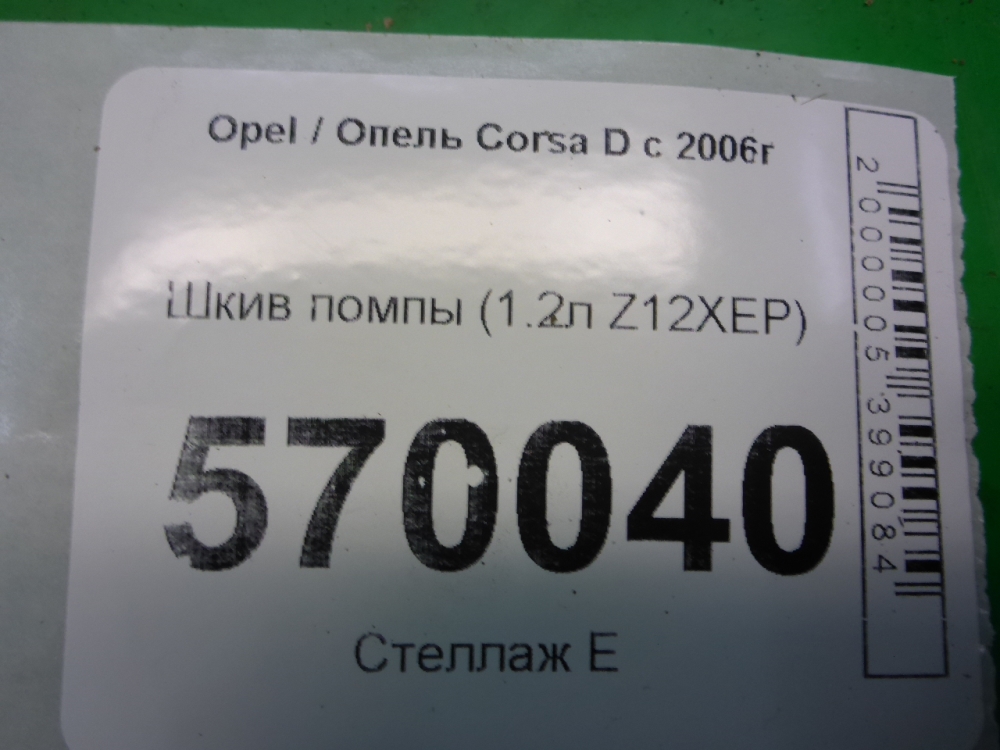 Opel / Опель Corsa D с 2006г
Шкив помпы (1.2л Z12XEP)
570040
Стеллаж Е
2000005399084